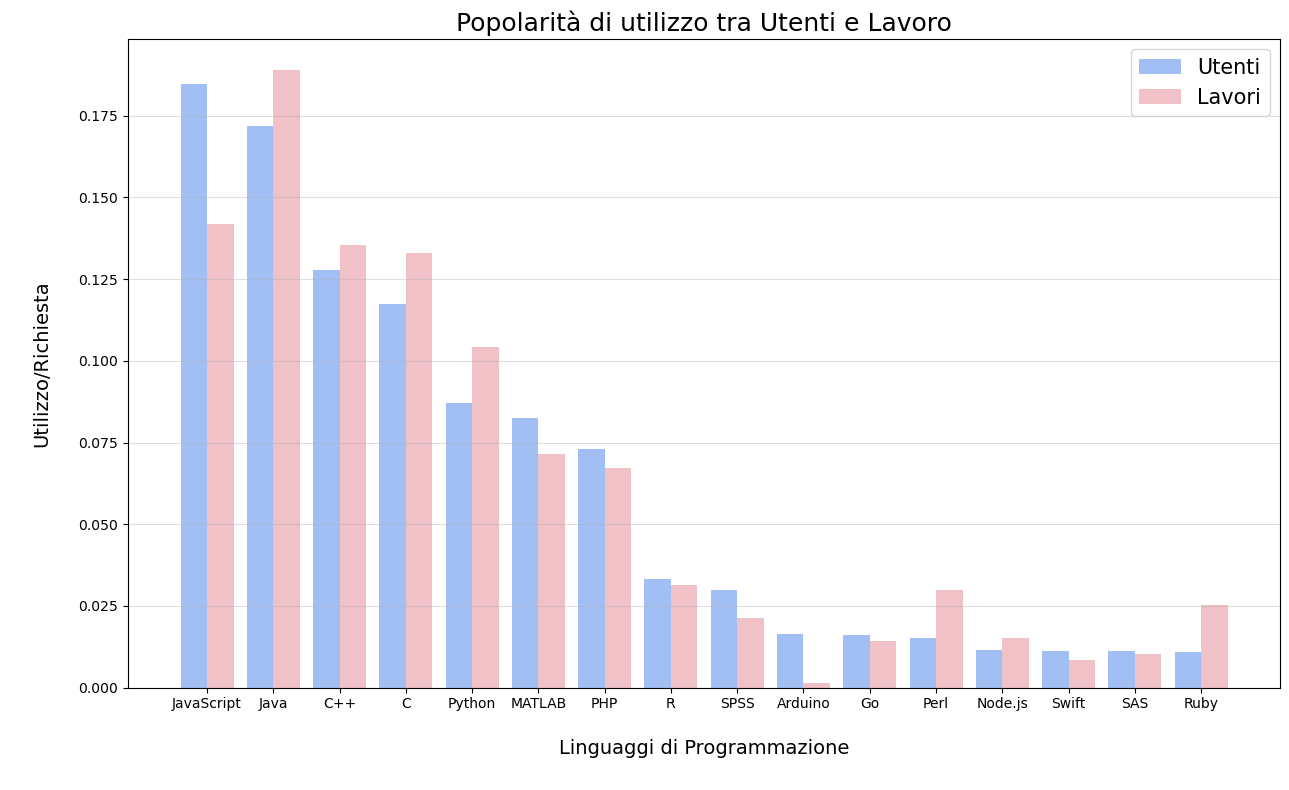 Popolarità di utilizzo tra Utenti e Lavoro
Utenti
Lavori
0.175
0.150
0.125
0.100
0.075
0.050
0.025
0.000
Utilizzo/Richiesta
JavaScript Java C++ C Python MATLAB PHP R SPSS Arduino Go Perl Node.js Swift SAS Ruby
Linguaggi di Programmazione